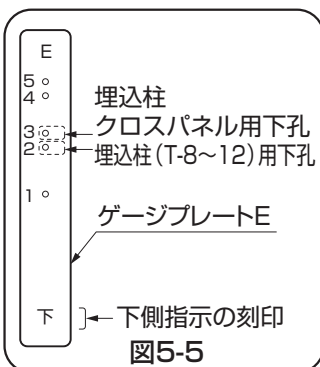 E
5
4
埋込柱
3
クロスパネル用下孔
2
埋込柱(T-8～12)用下孔
1
ゲージプレートE
下
下側指示の刻印
図5-5